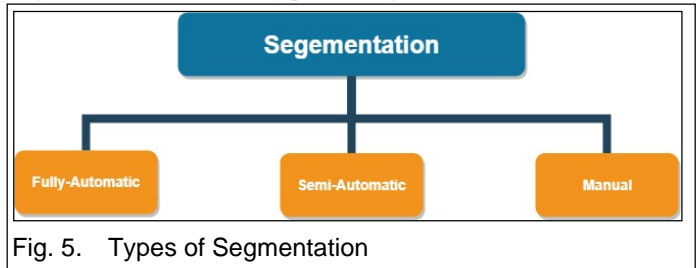 Segementation
Fully-Automatic
Semi-Automatic
Manual
Fig. 5. Types of Segmentation